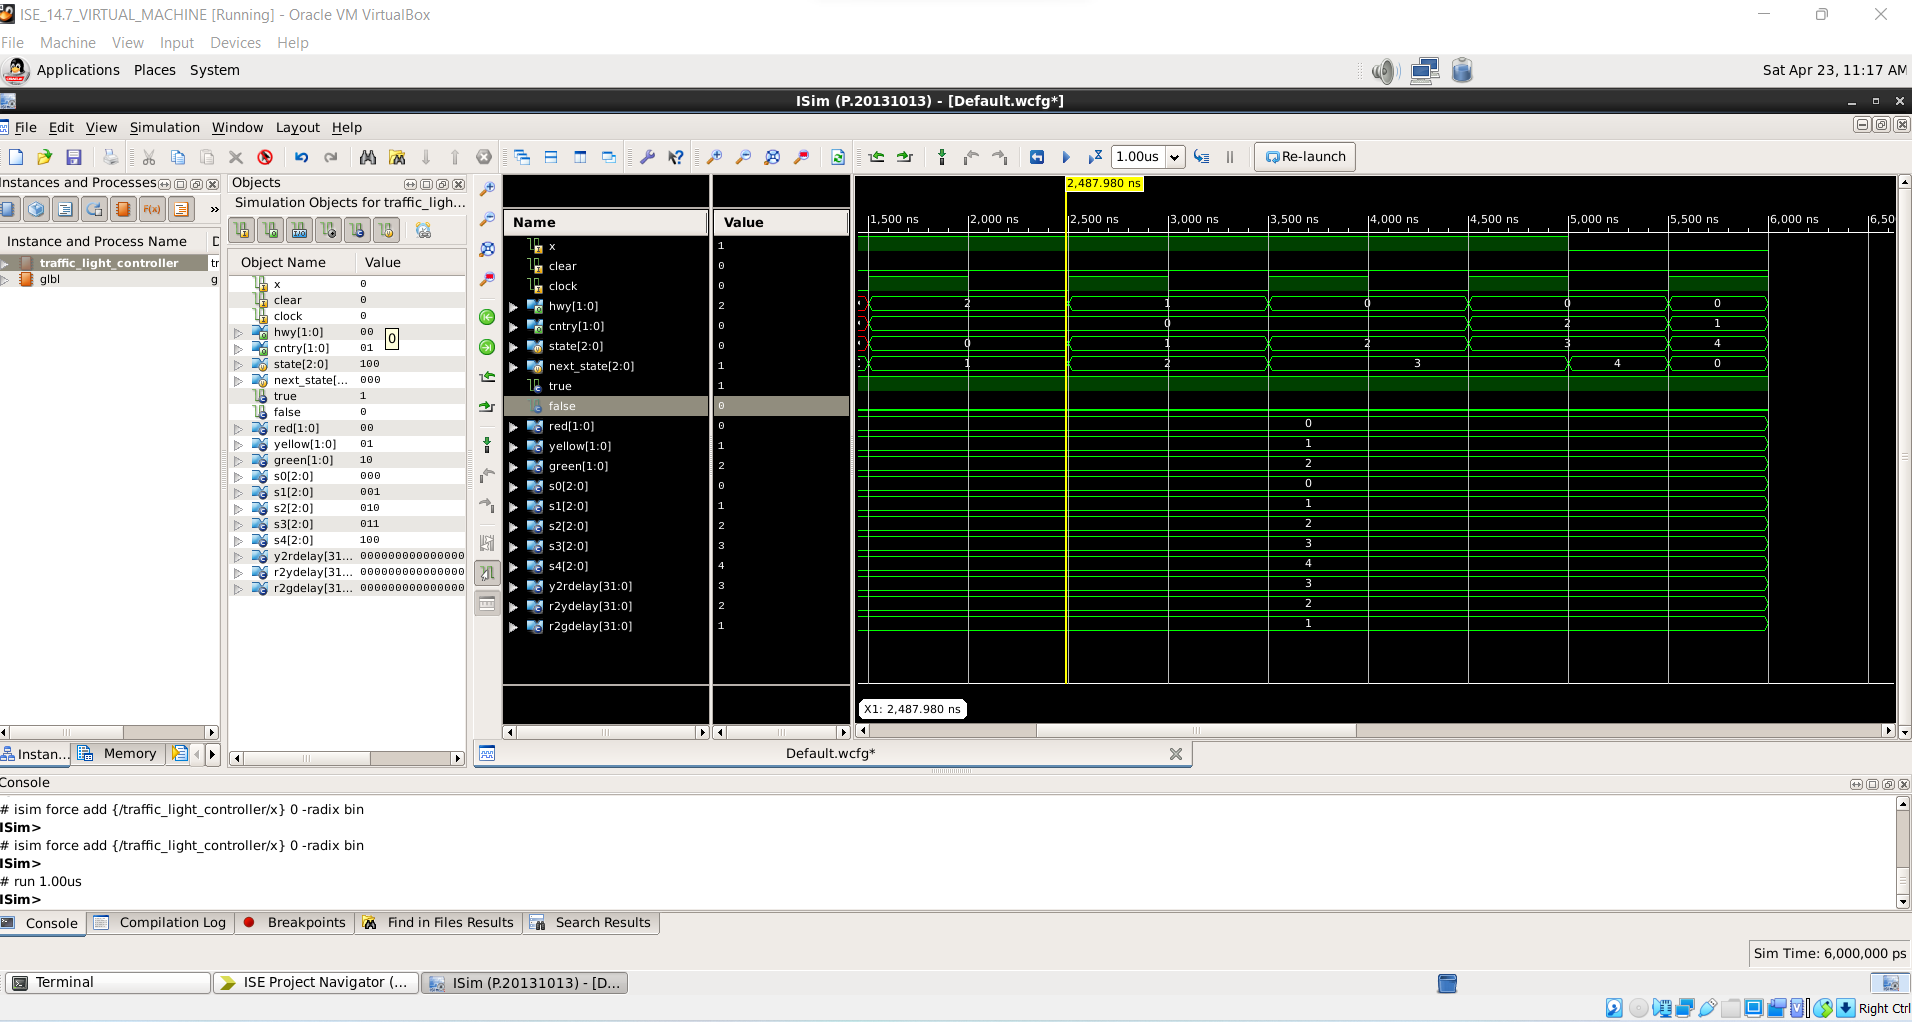 ISE_14.7_VIRTUAL_MACHINE [Running] - Oracle VM VirtualBox
File Machine View Input Devices Help
Applications Places System
Sat Apr 23, 11:17 AM
ISim (P.20131013) - [Default.wcfg*]
File Edit View Simulation Window Layout Help
1.00us
Re-launch
Instances and Processes
Instance and Process Name D
traffic_light_controller tr
glbl g
Instan...
Memory
Objects
Simulation Objects for traffic_ligh...
Object Name Value
x 0
clear 0
clock 0
hwy[1:0] 00
0
cntry[1:0] 01
state[2:0] 100
next_state[... 000
true 1
false 0
red[1:0] 00
yellow[1:0] 01
green[1:0] 10
s0[2:0] 000
s1[2:0] 001
s2[2:0] 010
s3[2:0] 011
s4[2:0] 100
y2rdelay[31... 000000000000000
r2ydelay[31... 000000000000000
r2gdelay[31... 000000000000000
Name Value
x 1
clear 0
clock 0
hwy[1:0] 2
cntry[1:0] 0
state[2:0] 0
next_state[2:0] 1
true 1
false 0
red[1:0] 0
yellow[1:0] 1
green[1:0] 2
s0[2:0] 0
s1[2:0] 1
s2[2:0] 2
s3[2:0] 3
s4[2:0] 4
y2rdelay[31:0] 3
r2ydelay[31:0] 2
r2gdelay[31:0] 1
2,487.980 ns
1,500 ns 2,000 ns 2,500 ns 3,000 ns 3,500 ns 4,000 ns 4,500 ns 5,000 ns 5,500 ns 6,000 ns 6,50
2 1 0 0 0
0 2 1
0 1 2 3 4
1 2 3 4 0
0
1
2
0
1
2
3
4
3
2
1
X1: 2,487.980 ns
Default.wcfg*
Console
# isim force add {/traffic_light_controller/x} 0 -radix bin
ISim>
# isim force add {/traffic_light_controller/x} 0 -radix bin
ISim>
# run 1.00us
ISim>
Console Compilation Log Breakpoints Find in Files Results Search Results
Sim Time: 6,000,000 ps
Terminal
ISE Project Navigator (...
ISim (P.20131013) - [D...
Right Ctrl